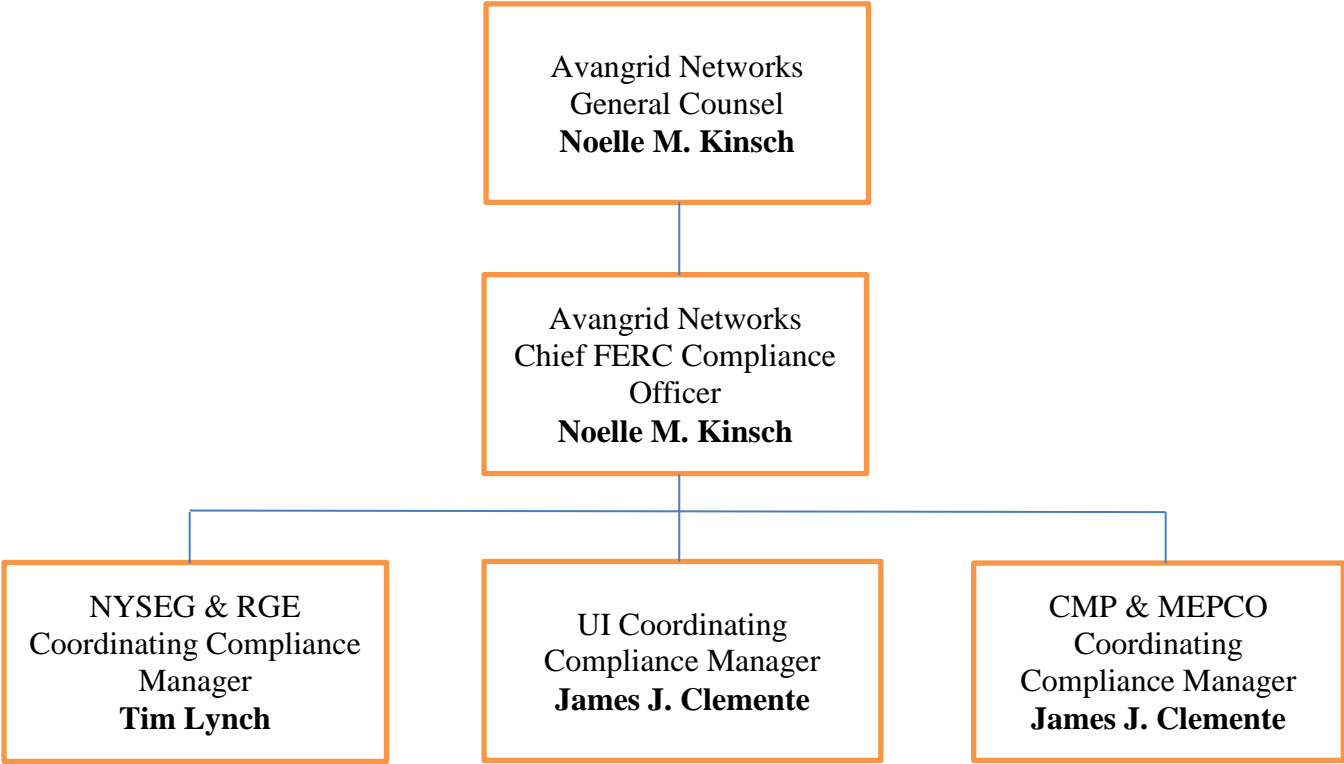 Avangrid Networks
General Counsel
Noelle M. Kinsch
Avangrid Networks
Chief FERC Compliance
Officer
Noelle M. Kinsch
NYSEG & RGE
Coordinating Compliance
Manager
Tim Lynch
UI Coordinating
Compliance Manager
James J. Clemente
CMP & MEPCO
Coordinating
Compliance Manager
James J. Clemente